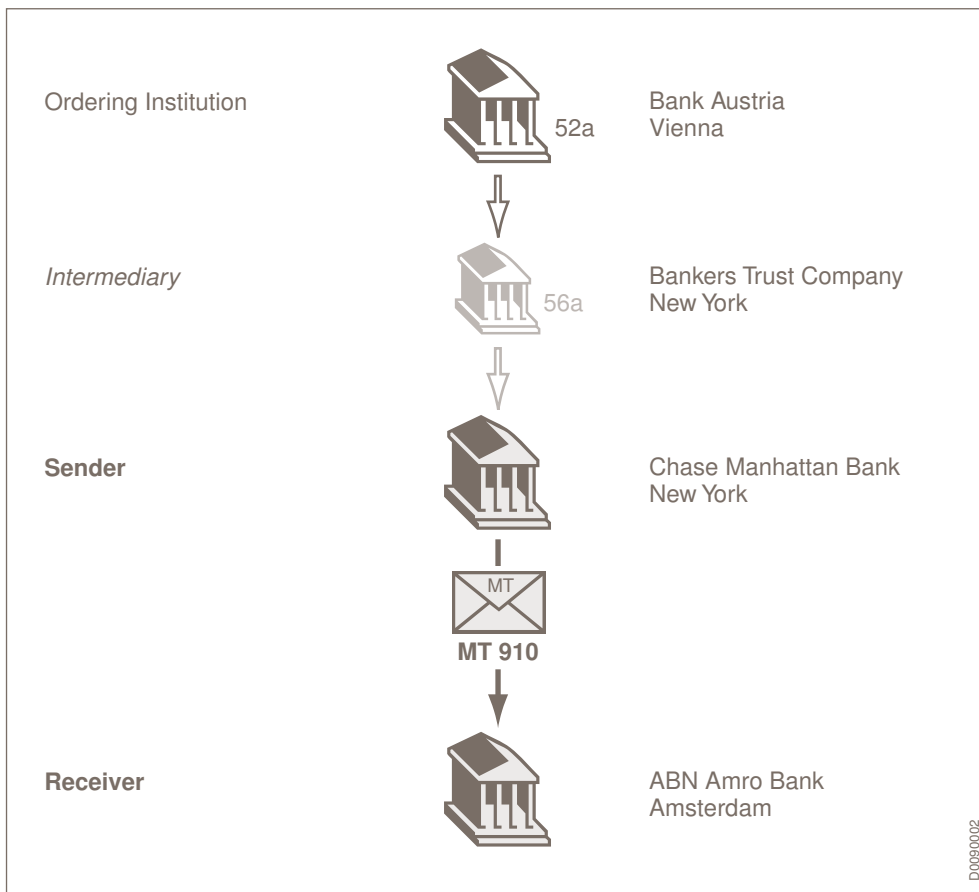 Ordering Institution
52a
Bank Austria
Vienna
Intermediary
56a
Bankers Trust Company
New York
Sender
Chase Manhattan Bank
New York
MT
MT 910
Receiver
ABN Amro Bank
Amsterdam
D0090002